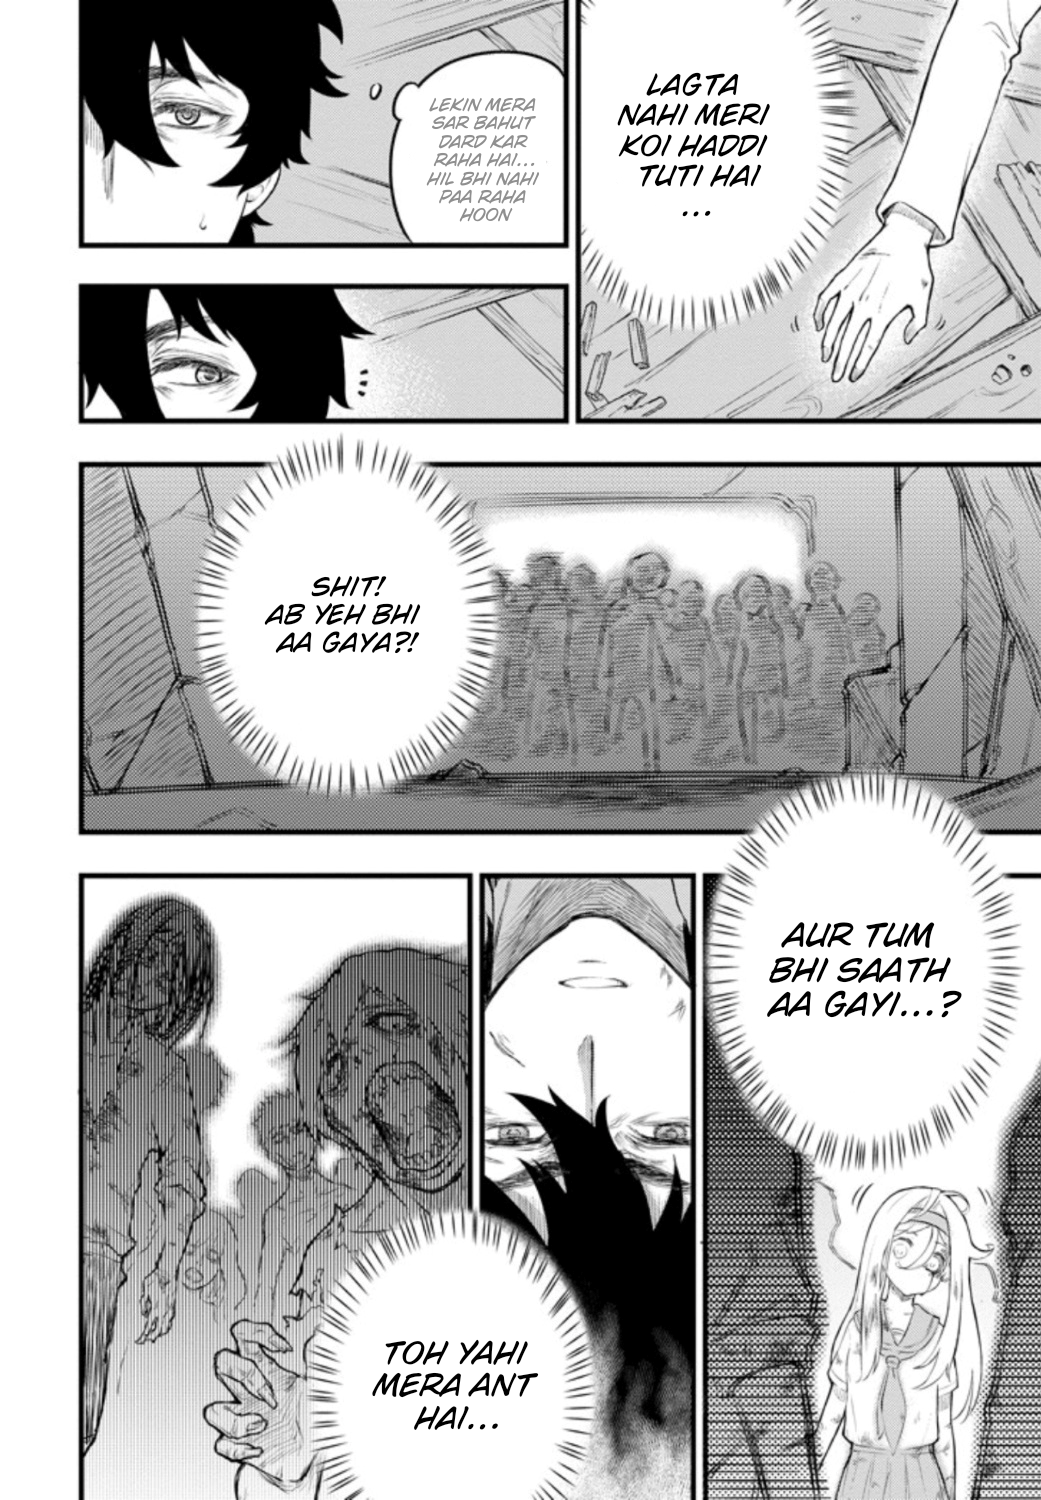 LAGTA
NAHI MERI
KOI HADDI
TUTI HAI
...
LEKIN MERA
SAR BAHUT
DARD KAR
RAHA HAI...
HIL BHI NAHI
PAA RAHA
HOON
SHIT!
AB YEH BHI
AA GAYA?!
AUR TUM
BHI SAATH
AA GAYI...?
TOH YAHI
MERA ANT
HAI...